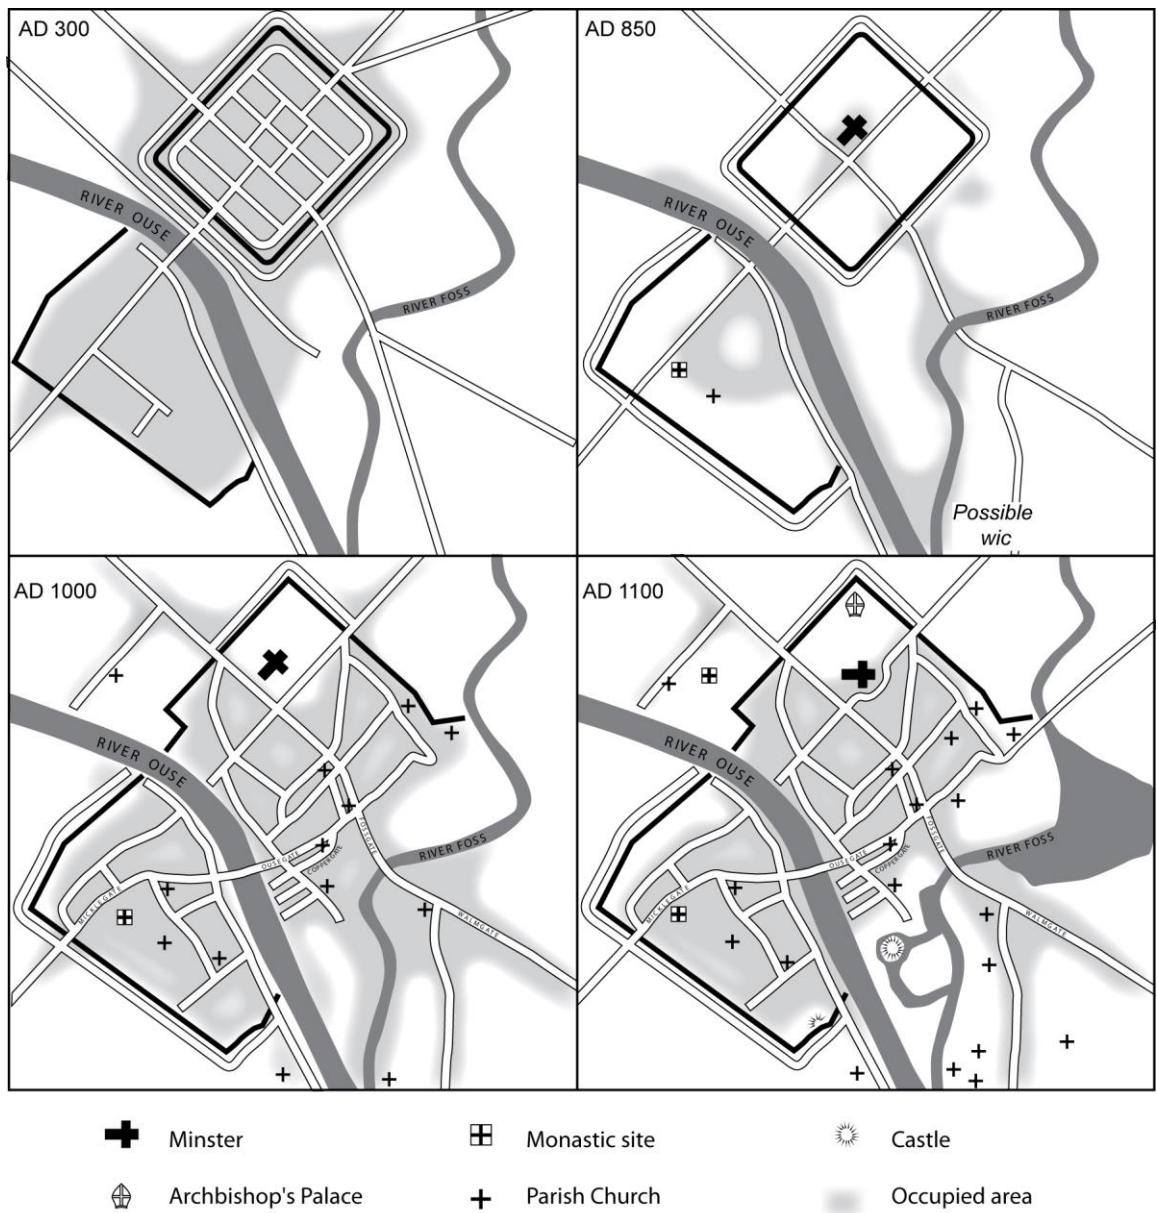 AD 300
RIVER OUSE
RIVER FOSS
AD 850
RIVER OUSE
RIVER FOSS
Possible
wic
AD 1000
RIVER OUSE
RIVER FOSS
OUSEGATE
COPPERGATE
FOSSGATE
MICKLEGATE
WALMGATE
AD 1100
RIVER OUSE
RIVER FOSS
OUSEGATE
COPPERGATE
FOSSGATE
MICKLEGATE
WALMGATE
Minster
Monastic site
Castle
Archbishop's Palace
Parish Church
Occupied area